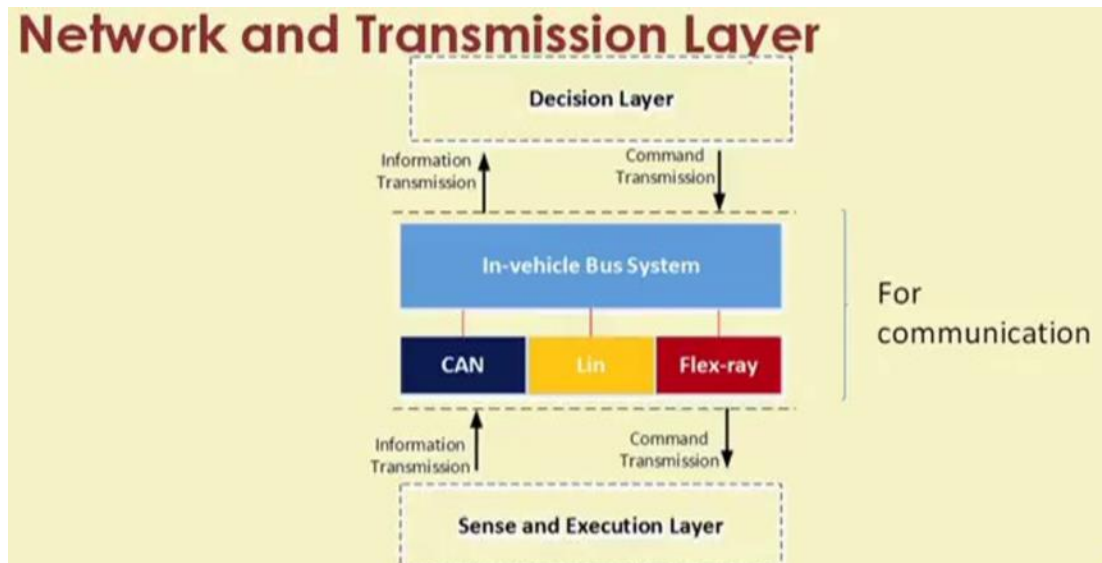 Network and Transmission Layer
Decision Layer
Information
Transmission
Command
Transmission
In-vehicle Bus System
For
communication
CAN
Lin
Flex-ray
Information
Transmission
Command
Transmission
Sense and Execution Layer